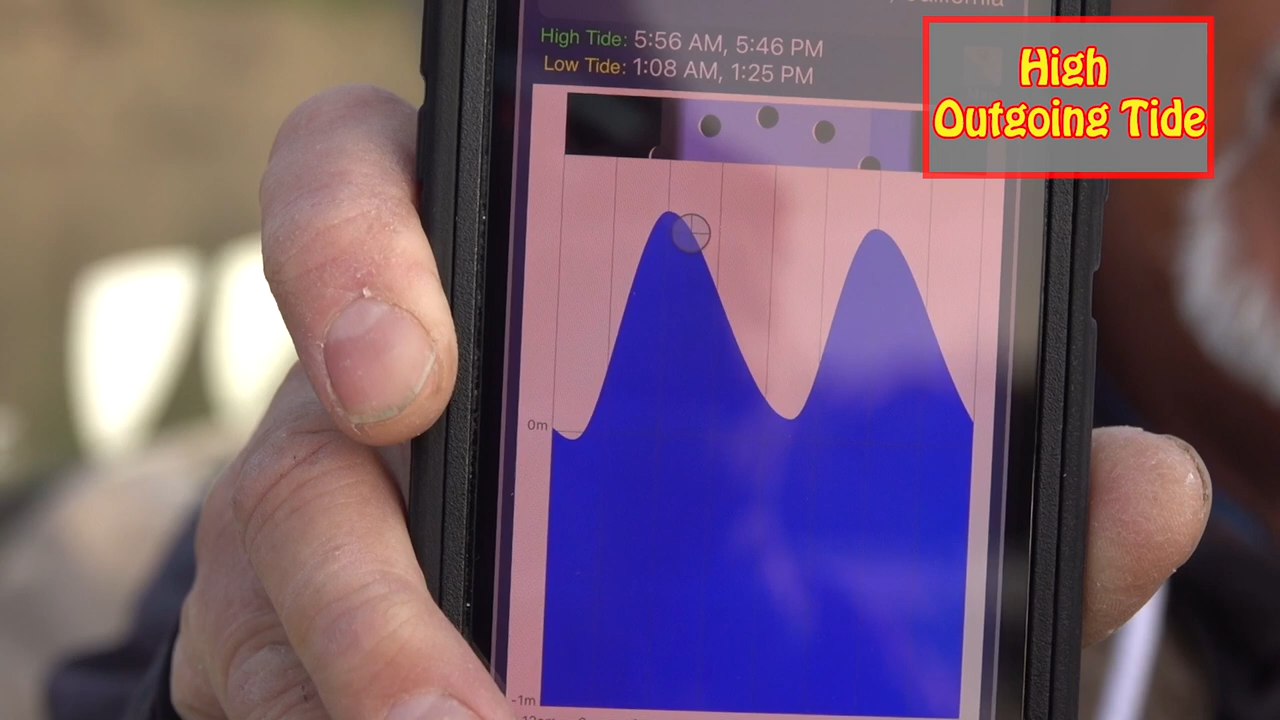 High Tide: 5:56 AM, 5:46 PM
Low Tide: 1:08 AM, 1:25 PM
High
Outgoing Tide
0m
-1m